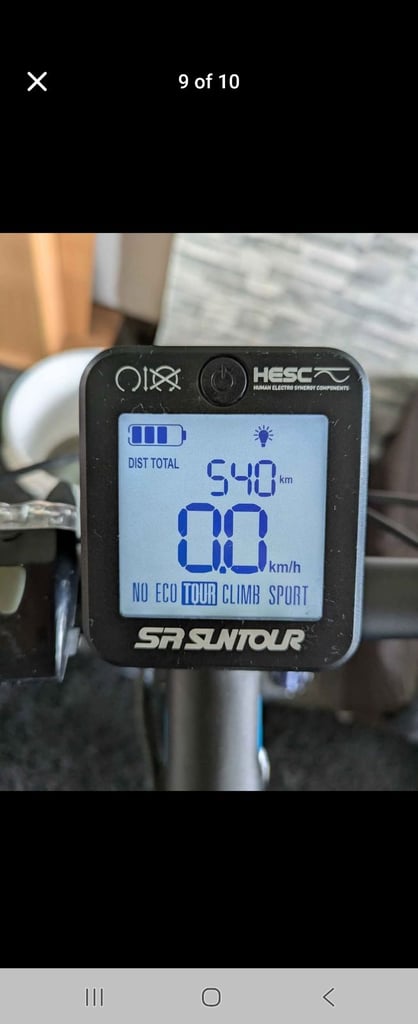 9 of 10
HESC
HUMAN ELECTRO SYNERGY COMPONENTS
DIST TOTAL
540 km
0.0 km/h
NO ECO TOUR CLIMB SPORT
SR SUNTOUR